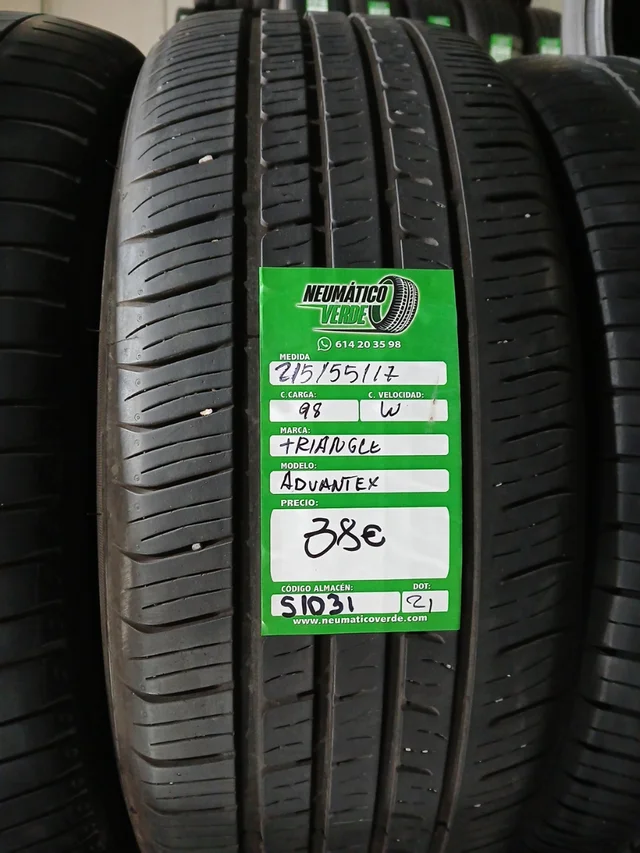 NEUMÁTICO
VERDE
614 20 35 98
MEDIDA
215/55/17
C.CARGA: C. VELOCIDAD:
98 W
MARCA:
TRIANGLE
MODELO:
ADVANTEX
PRECIO:
38€
CÓDIGO ALMACÉN: DOT:
S1D31 21
www.neumaticoverde.com